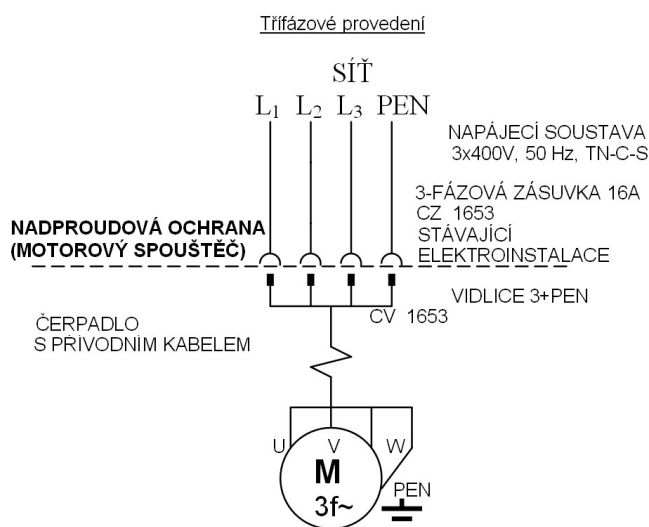 Třífázové provedení
SÍŤ
L1 L2 L3 PEN
NAPÁJECÍ SOUSTAVA
3x400V, 50 Hz, TN-C-S
3-FÁZOVÁ ZÁSUVKA 16A
CZ 1653
STÁVAJÍCÍ
ELEKTROINSTALACE
NADPROUDOVÁ OCHRANA
(MOTOROVÝ SPOUŠTĚČ)
VIDLICE 3+PEN
CV 1653
ČERPADLO
S PŘÍVODNÍM KABELEM
U V W
M
3f~
PEN